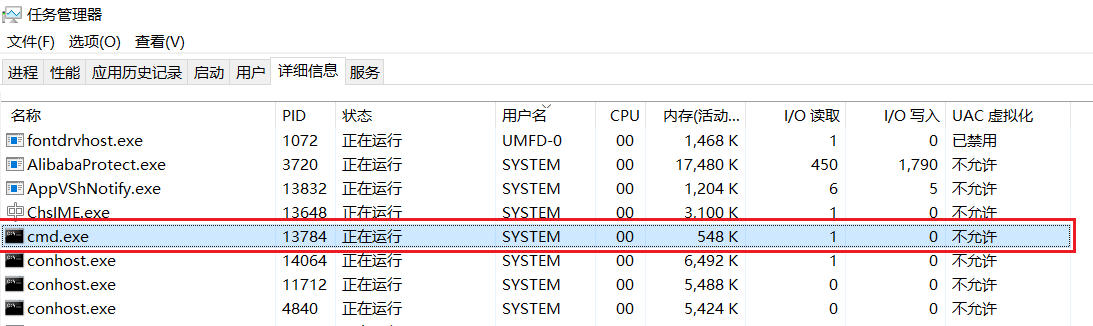 任务管理器
文件(F) 选项(O) 查看(V)
进程 性能 应用历史记录 启动 用户 详细信息 服务
名称 PID 状态 用户名 CPU 内存(活动... I/O 读取 I/O 写入 UAC 虚拟化
fontdrvhost.exe 1072 正在运行 UMFD-0 00 1,468 K 1 0 已禁用
AlibabaProtect.exe 3720 正在运行 SYSTEM 00 17,480 K 450 1,790 不允许
AppVShNotify.exe 13832 正在运行 SYSTEM 00 1,204 K 6 5 不允许
ChsIME.exe 13648 正在运行 SYSTEM 00 3,100 K 1 0 不允许
cmd.exe 13784 正在运行 SYSTEM 00 548 K 1 0 不允许
conhost.exe 14064 正在运行 SYSTEM 00 6,492 K 1 0 不允许
conhost.exe 11712 正在运行 SYSTEM 00 5,488 K 0 0 不允许
conhost.exe 4840 正在运行 SYSTEM 00 5,424 K 0 0 不允许